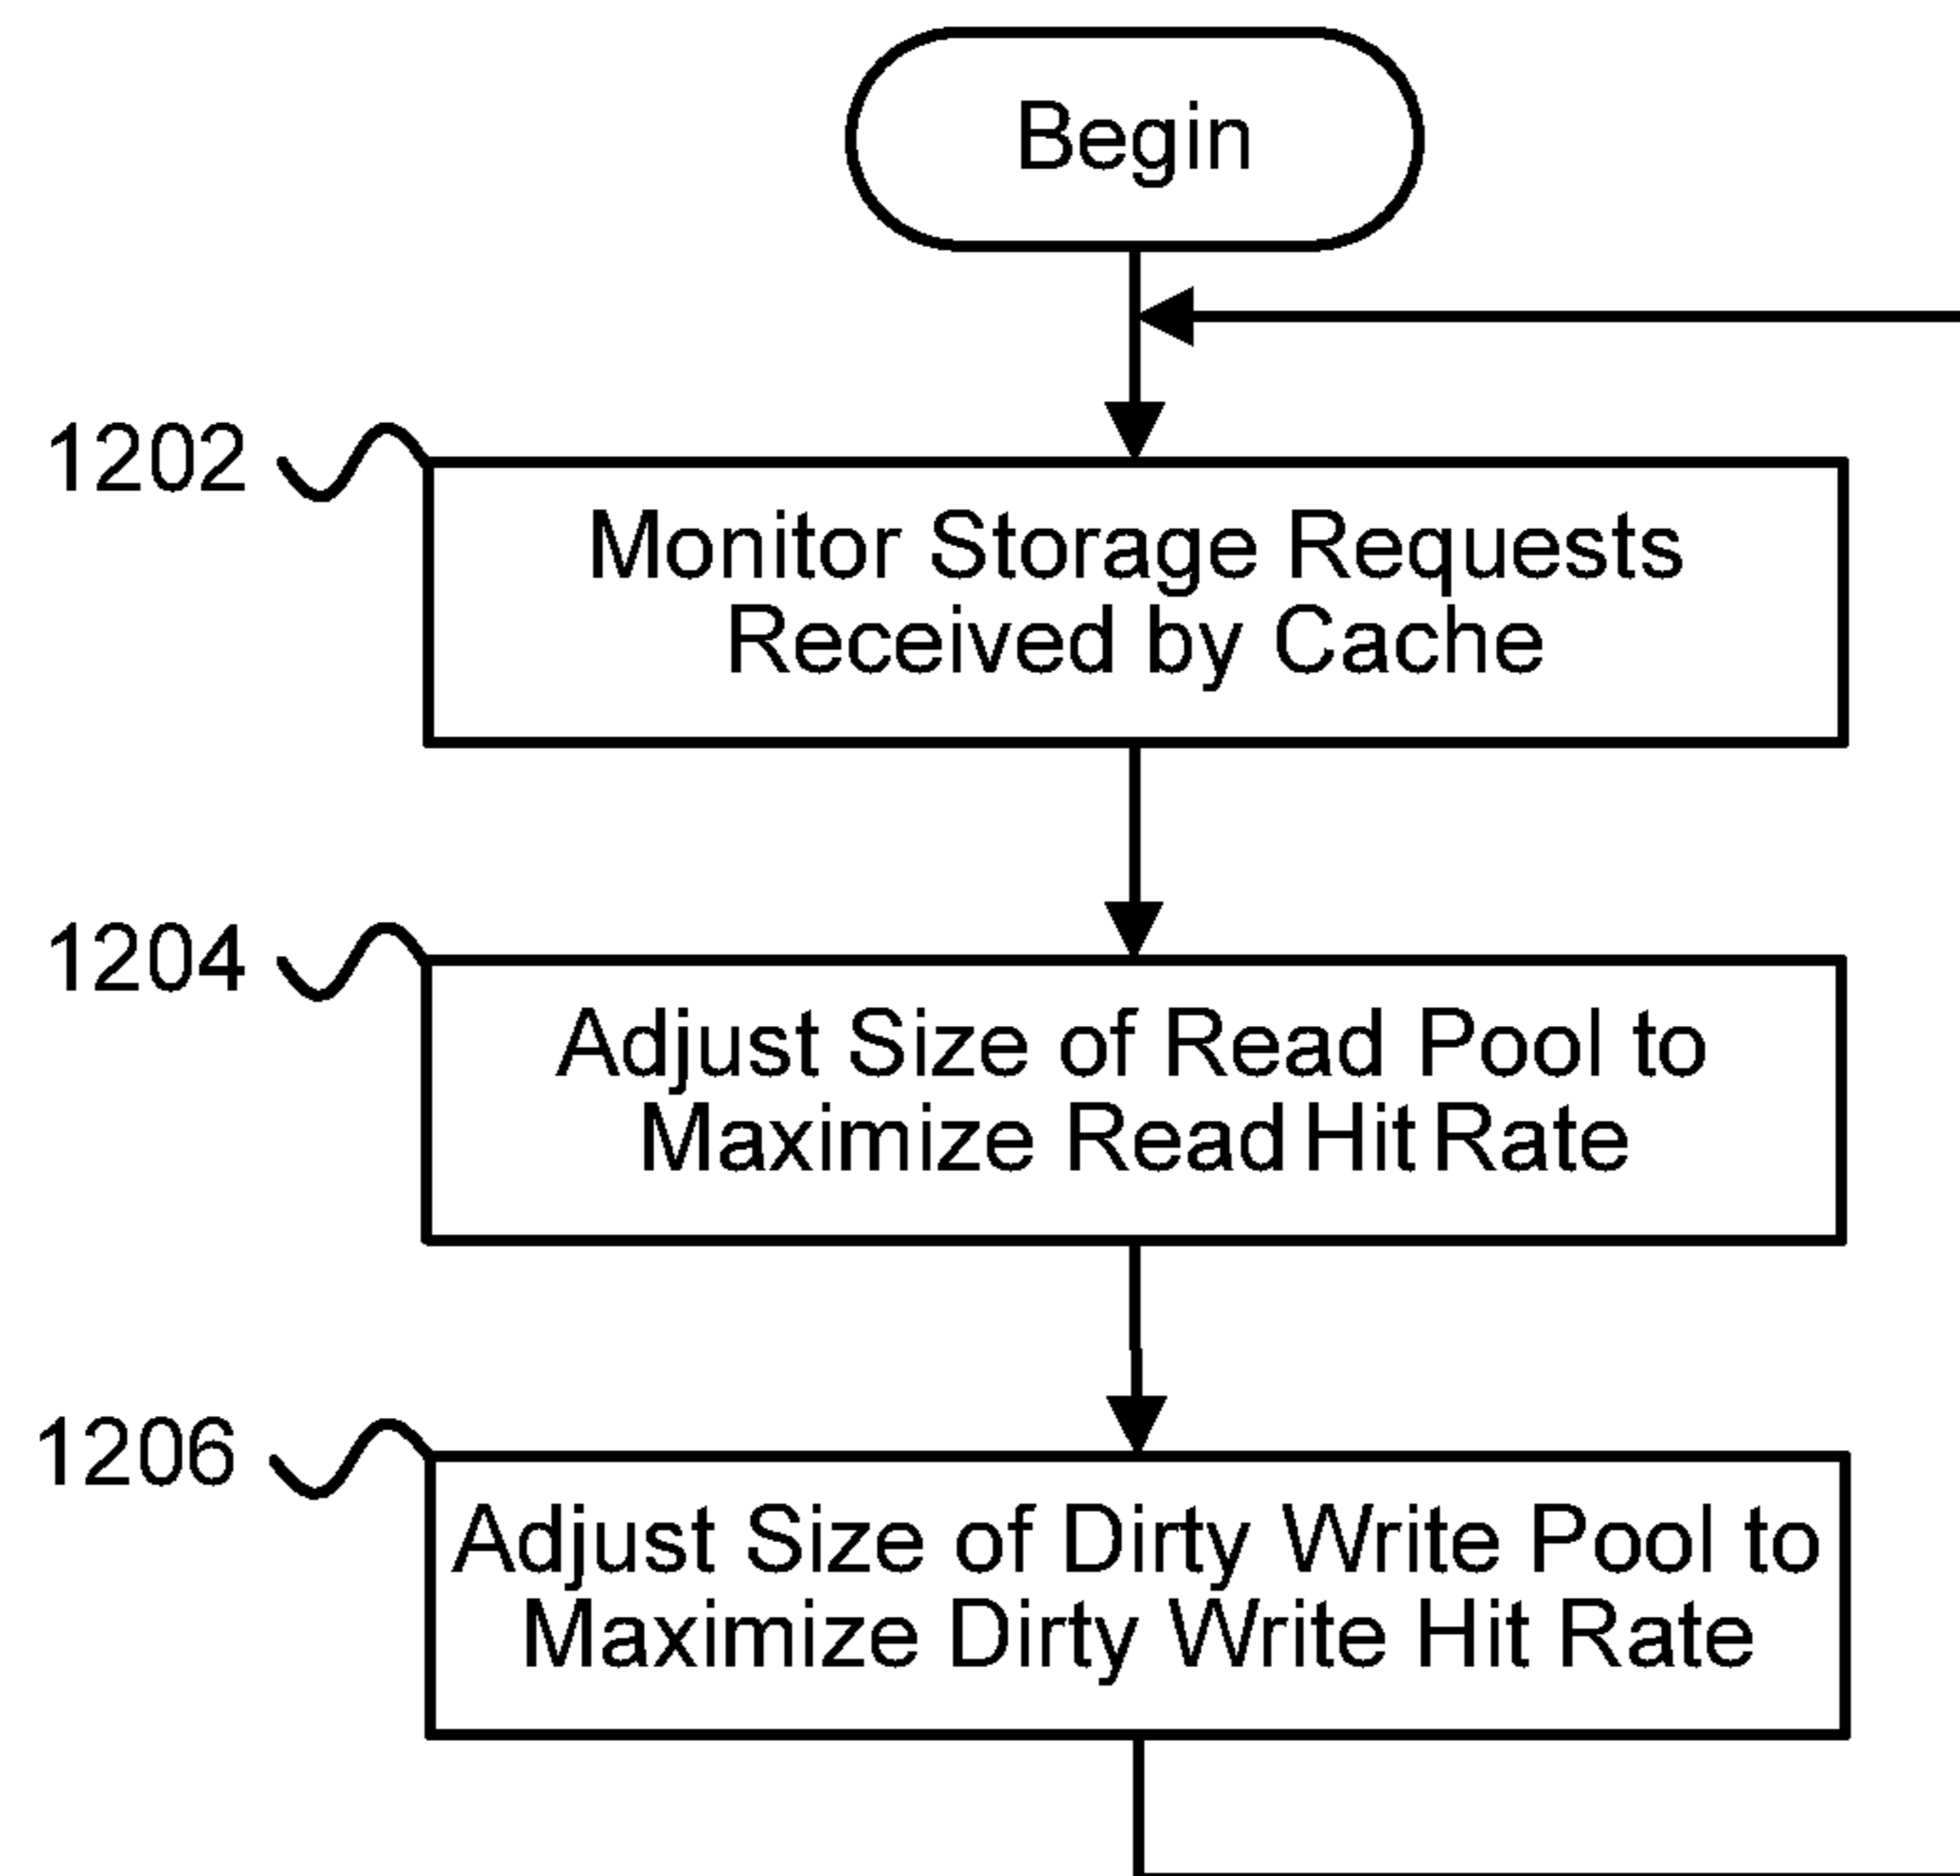 Begin
1202
Monitor Storage Requests
Received by Cache
1204
Adjust Size of Read Pool to
Maximize Read Hit Rate
1206
Adjust Size of Dirty Write Pool to
Maximize Dirty Write Hit Rate